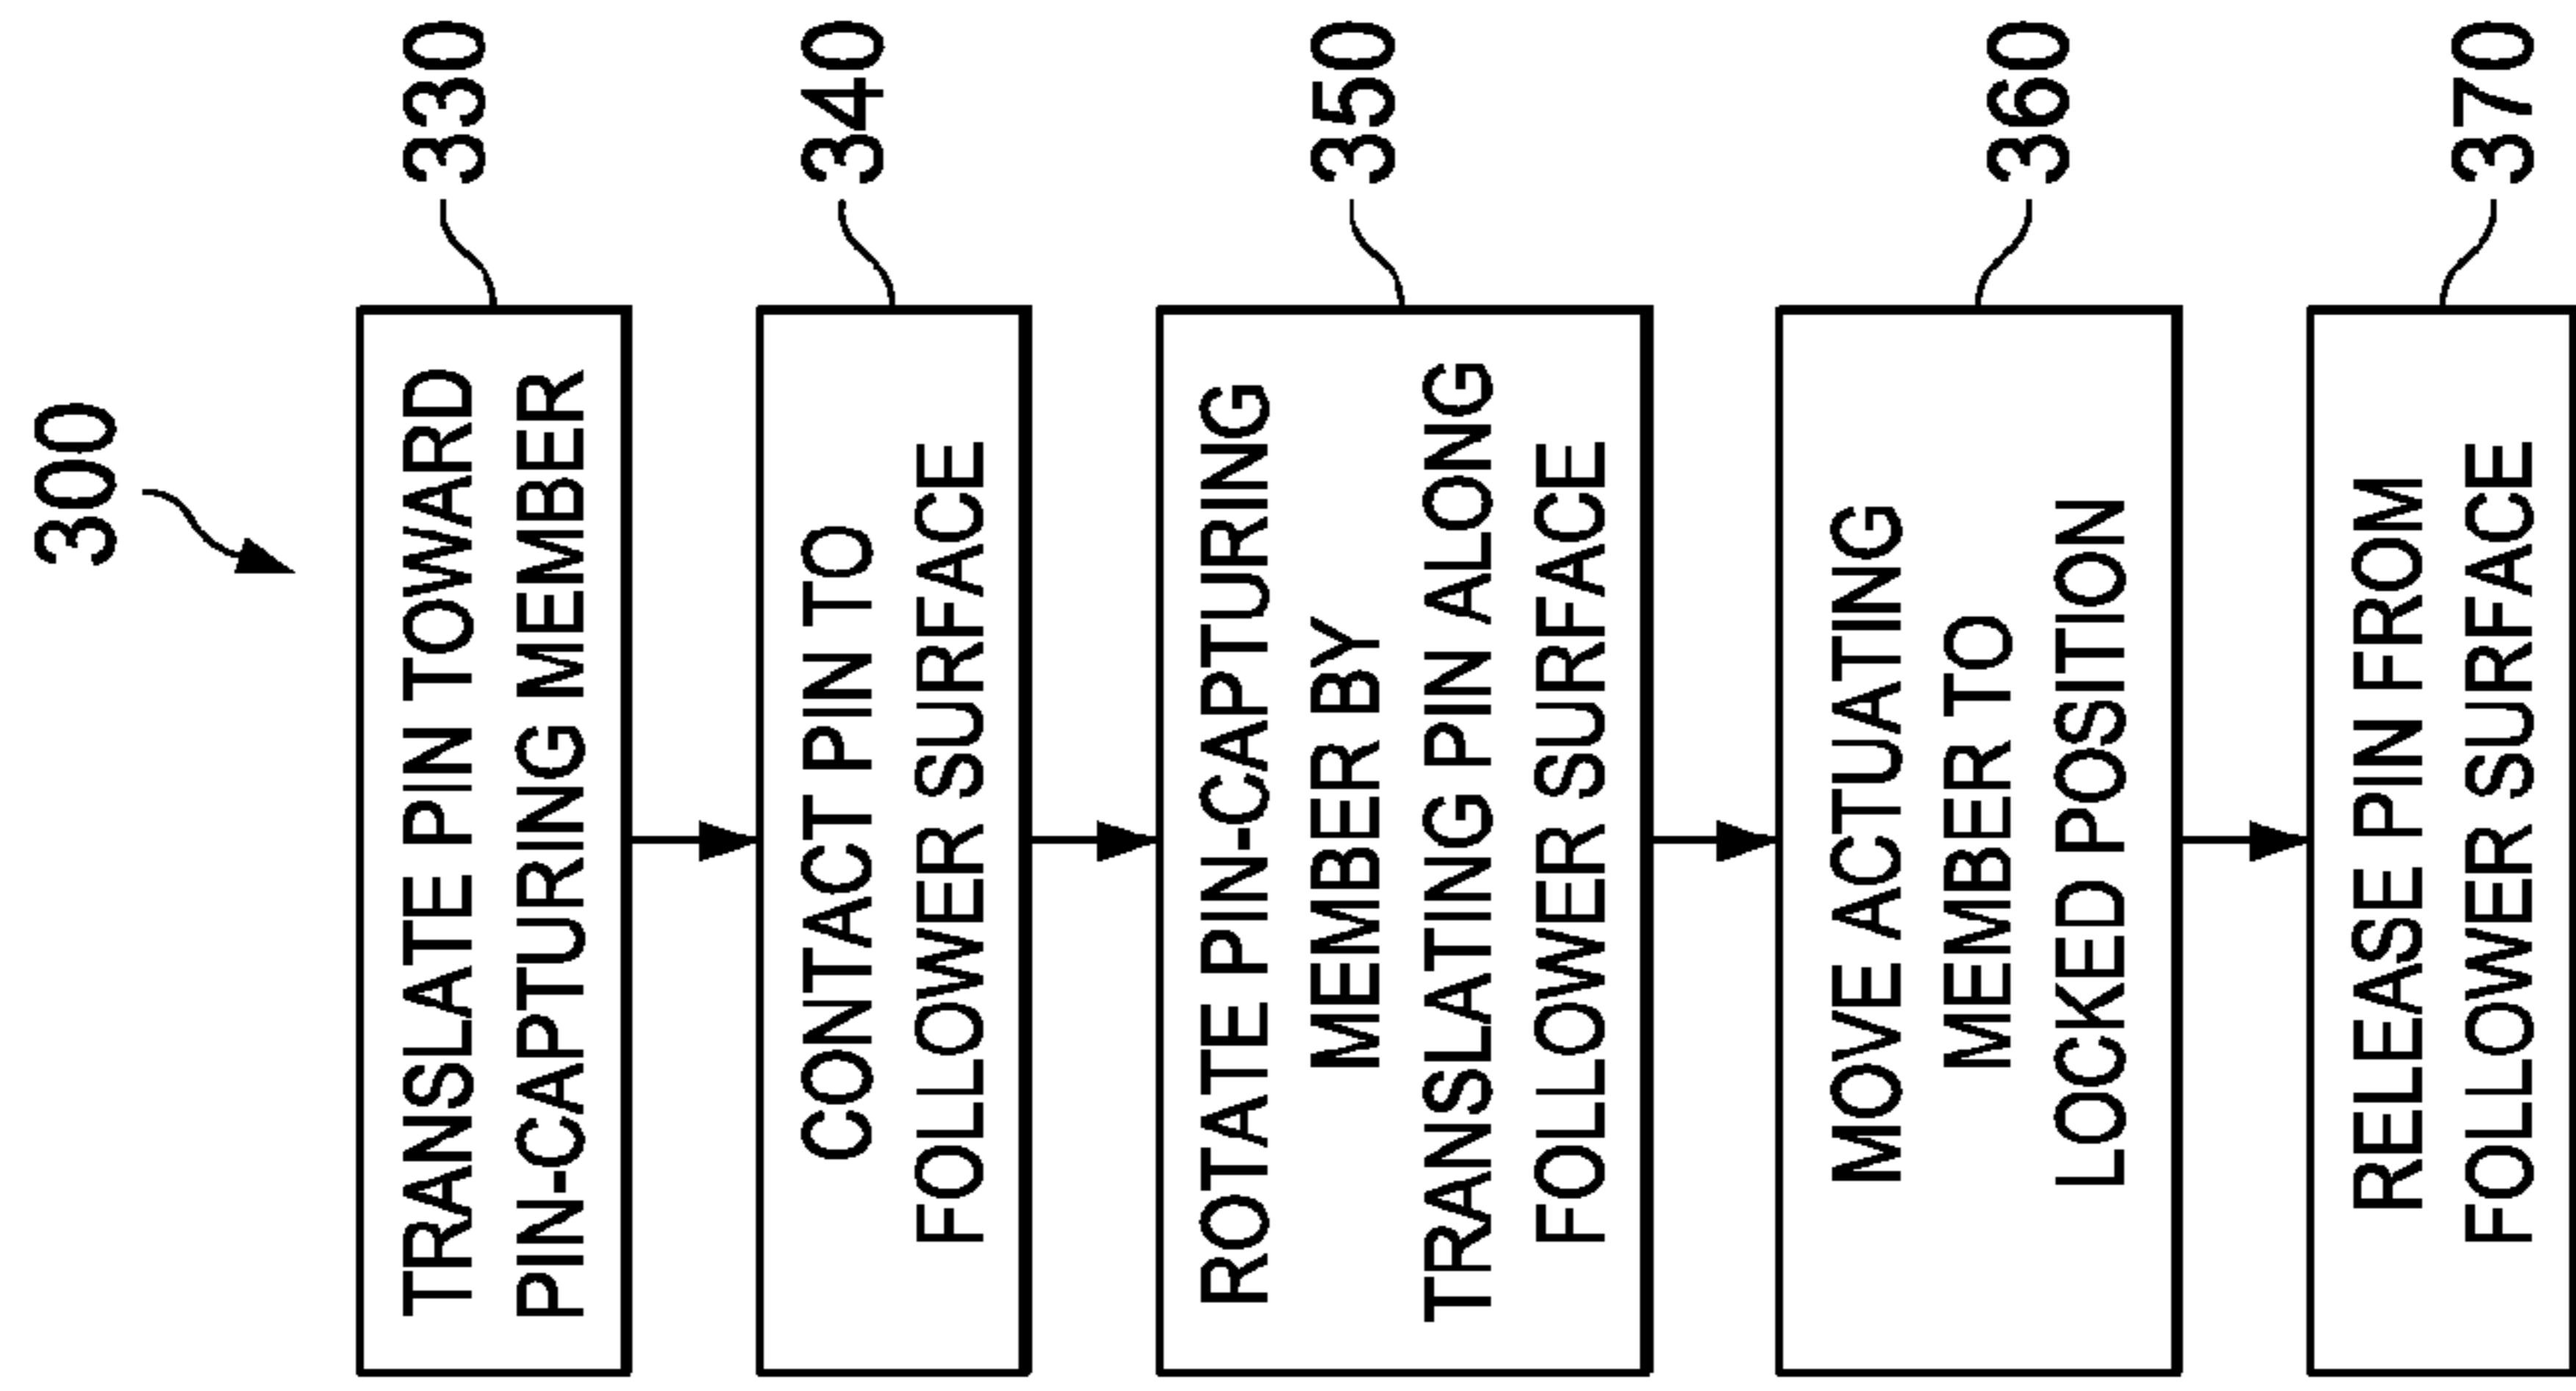 300
TRANSLATE PIN TOWARD
PIN-CAPTURING MEMBER
330
CONTACT PIN TO
FOLLOWER SURFACE
340
ROTATE PIN-CAPTURING
MEMBER BY
TRANSLATING PIN ALONG
FOLLOWER SURFACE
350
MOVE ACTUATING
MEMBER TO
LOCKED POSITION
360
RELEASE PIN FROM
FOLLOWER SURFACE
370